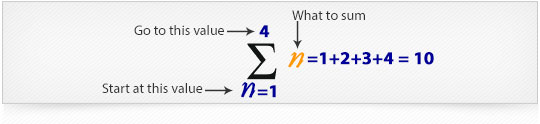 What to sum
Go to this value 4
∑ n=1+2+3+4 = 10
Start at this value n=1